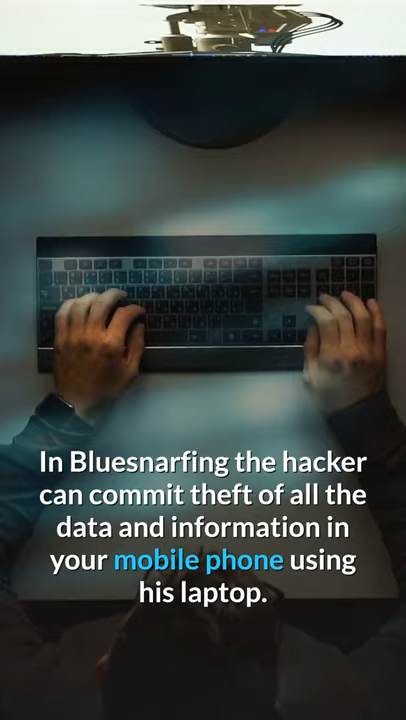 In Bluesnarfing the hacker
can commit theft of all the
data and information in
your mobile phone using
his laptop.